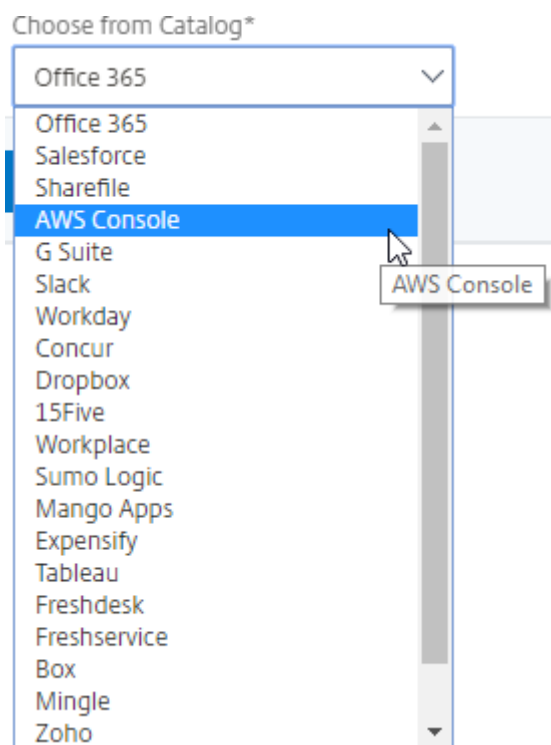 Choose from Catalog*
Office 365
Office 365
Salesforce
Sharefile
AWS Console
G Suite
AWS Console
Slack
Workday
Concur
Dropbox
15Five
Workplace
Sumo Logic
Mango Apps
Expensify
Tableau
Freshdesk
Freshservice
Box
Mingle
Zoho